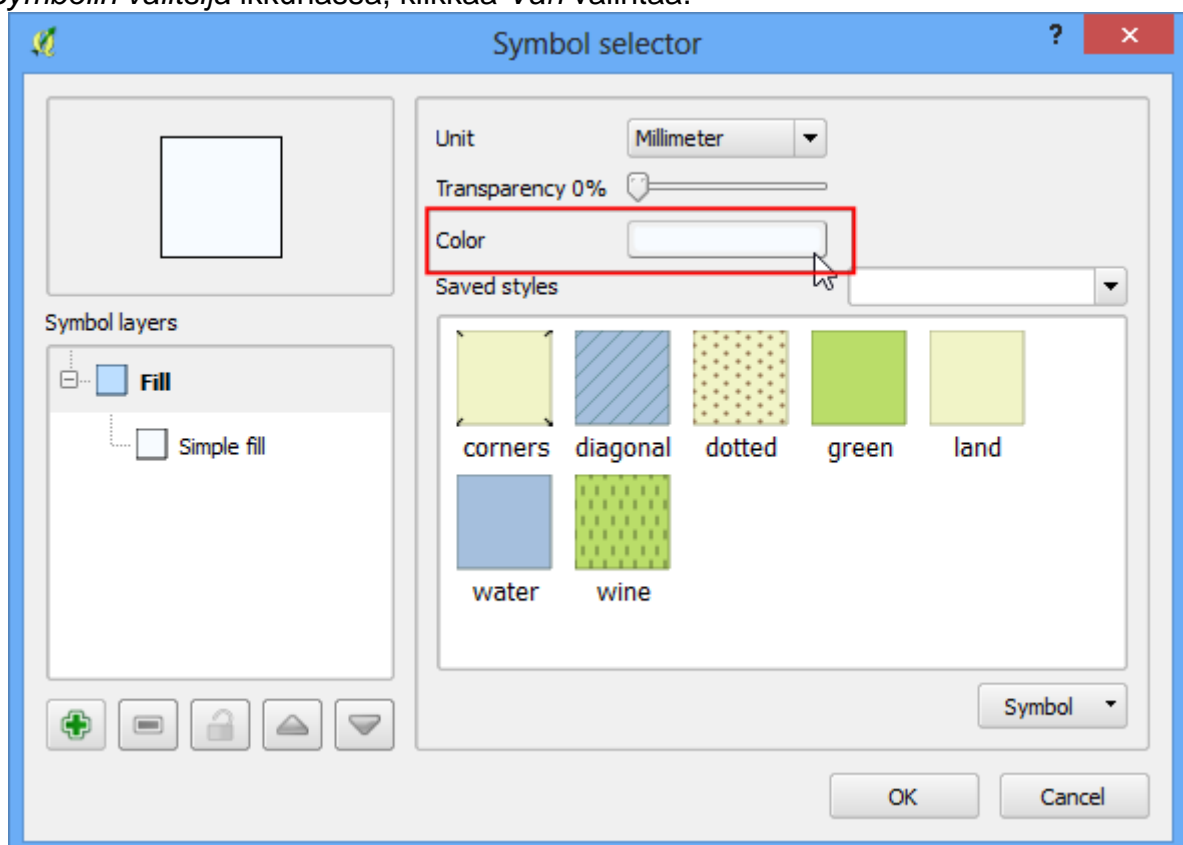 Symbolin valitsija ikkunassa, klikkaa Väri valintaa.
Symbol selector
?
Unit Millimeter
Transparency 0%
Color
Saved styles
Symbol layers
Fill
Simple fill
corners diagonal dotted green land
water wine
Symbol
OK Cancel